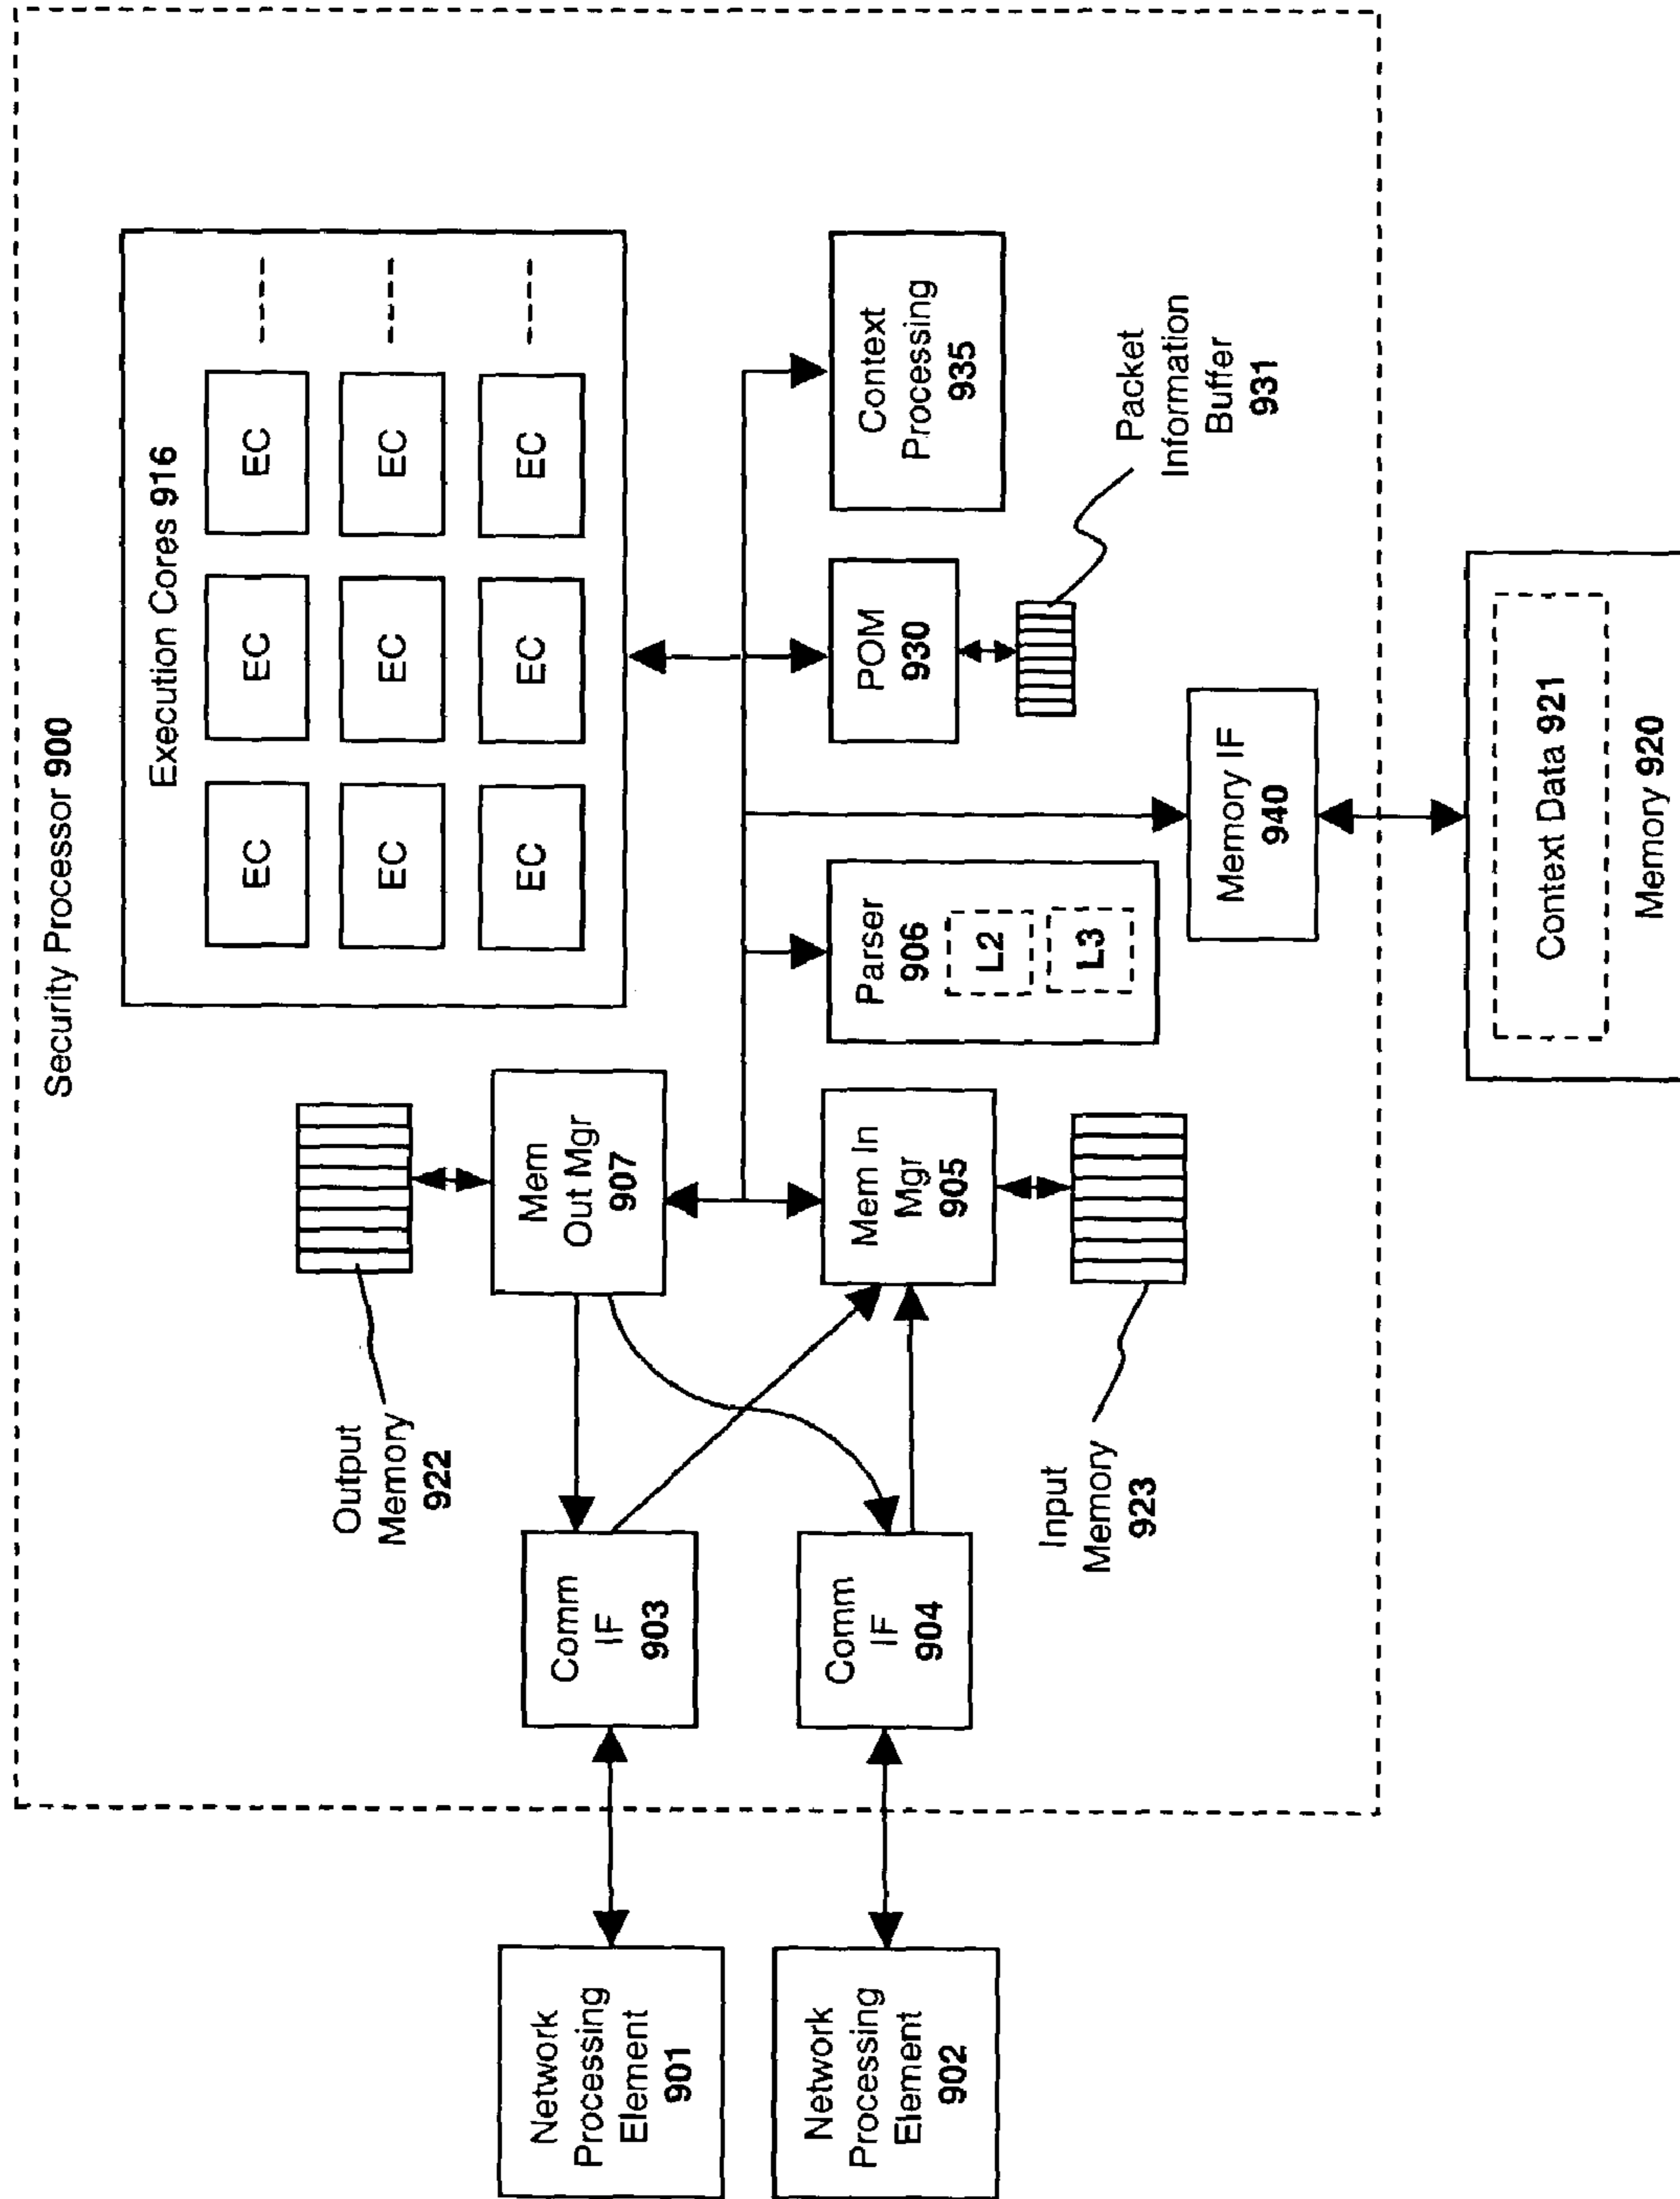 Security Processor 900
Execution Cores 916
EC
EC
EC
EC
EC
EC
EC
EC
EC
Output
Memory
922
Mem
Out Mgr
907
Network
Processing
Element
901
Comm
IF
903
Network
Processing
Element
902
Comm
IF
904
Mem In
Mgr
905
Input
Memory
923
Parser
906
L2
L3
POM
930
Context
Processing
935
Packet
Information
Buffer
931
Memory IF
940
Context Data 921
Memory 920